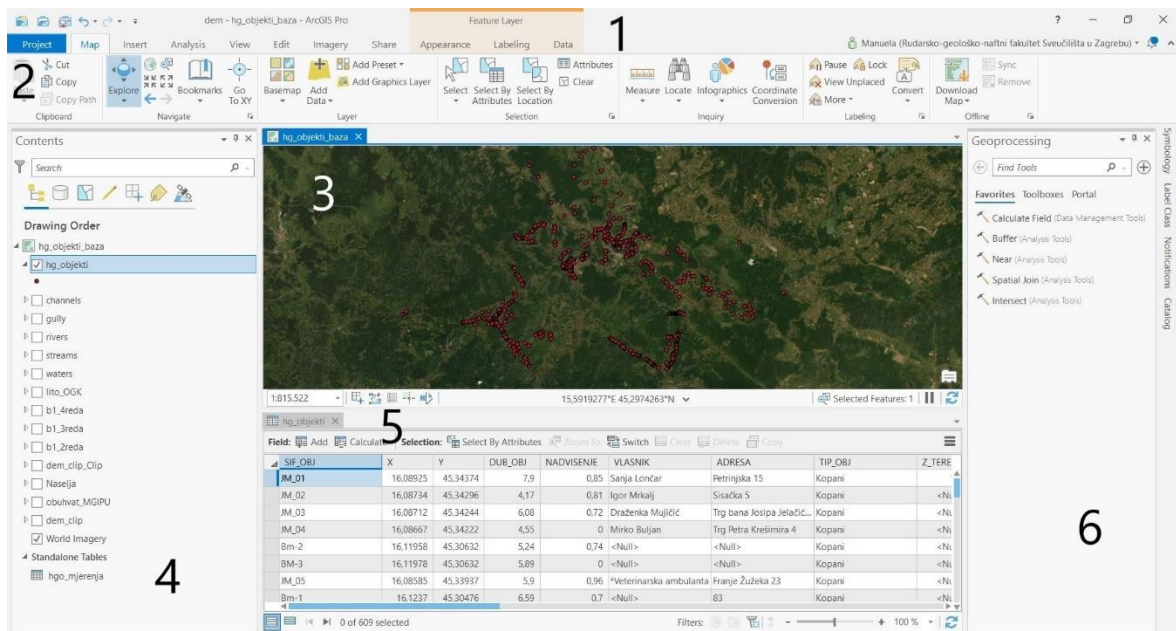 dem - hg_objekti_baza - ArcGIS Pro
Feature Layer
1
?
Project Map Insert Analysis View Edit Imagery Share Appearance Labeling Data
Manuela (Rudarsko-geološko-naftni fakultet Sveučilišta u Zagrebu)
2
Cut
Copy
Copy Path
Clipboard
Explore
Bookmarks
Go To XY
Navigate
Basemap
Add Data
Add Preset
Add Graphics Layer
Layer
Select
Select By Attributes
Select By Location
Attributes
Clear
Selection
Measure
Locate
Infographics
Coordinate Conversion
Inquiry
Pause
Lock
View Unplaced
More
Convert
Labeling
Download Map
Sync
Remove
Offline
Contents
Search
Drawing Order
hg_objekti_baza
hg_objekti
channels
gully
rivers
streams
waters
lito_OGK
b1_4reda
b1_3reda
b1_2reda
dem_clip_Clip
Naselja
obuhvat_MGIPU
dem_clip
World Imagery
Standalone Tables
hgo_mjerenja
4
hg_objekti_baza
3
1:815.522
15,5919277°E 45,2974263°N
Selected Features: 1
5
hg_objekti
Field: Add Calculate Selection: Select By Attributes Zoom To Switch Clear Delete Copy
SIF_OBJ X Y DUB_OBJ NADVISENJE VLASNIK ADRESA TIP_OBJ Z_TERE
JM_01 16,08925 45,34374 7,9 0,85 Sanja Lončar Petrinjska 15 Kopani
JM_02 16,08734 45,34296 4,17 0,81 Igor Mrkalj Sisačka 5 Kopani <Nu
JM_03 16,08712 45,34244 6,08 0,72 Draženka Mujičić Trg bana Josipa Jelačić... Kopani <Nu
JM_04 16,08667 45,34222 4,55 0 Mirko Buljan Trg Petra Krešimira 4 Kopani <Nu
Bm-2 16,11958 45,30632 5,24 0,74 <Null> <Null> Kopani <Nu
BM-3 16,11978 45,30632 5,89 0 <Null> <Null> Kopani <Nu
JM_05 16,08585 45,33937 5,9 0,96 *Veterinarska ambulanta Franje Žužeka 23 Kopani <Nu
Bm-1 16,1237 45,30476 6,59 0,7 <Null> 83 Kopani <Nu
0 of 609 selected
Filters:
100 %
Geoprocessing
Find Tools
Favorites Toolboxes Portal
Calculate Field (Data Management Tools)
Buffer (Analysis Tools)
Near (Analysis Tools)
Spatial Join (Analysis Tools)
Intersect (Analysis Tools)
6
Symbology
Label Class
Notifications
Catalog